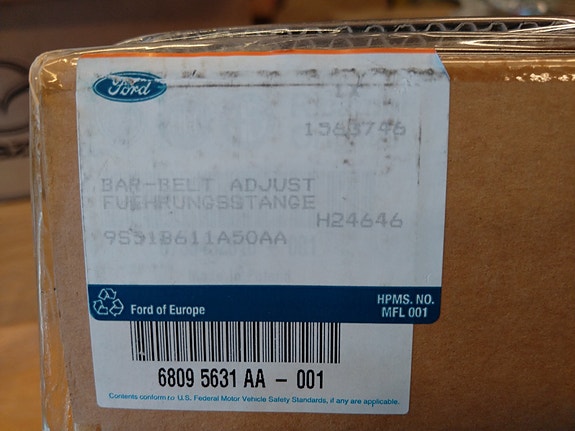 Ford
1563746
BAR-BELT ADJUST
FUEHRUNGSSTANGE
H24646
9S51B611A50AA
Ford of Europe
HPMS. NO.
MFL 001
6809 5631 AA - 001
Contents conform to U.S. Federal Motor Vehicle Safety Standards, if any are applicable.